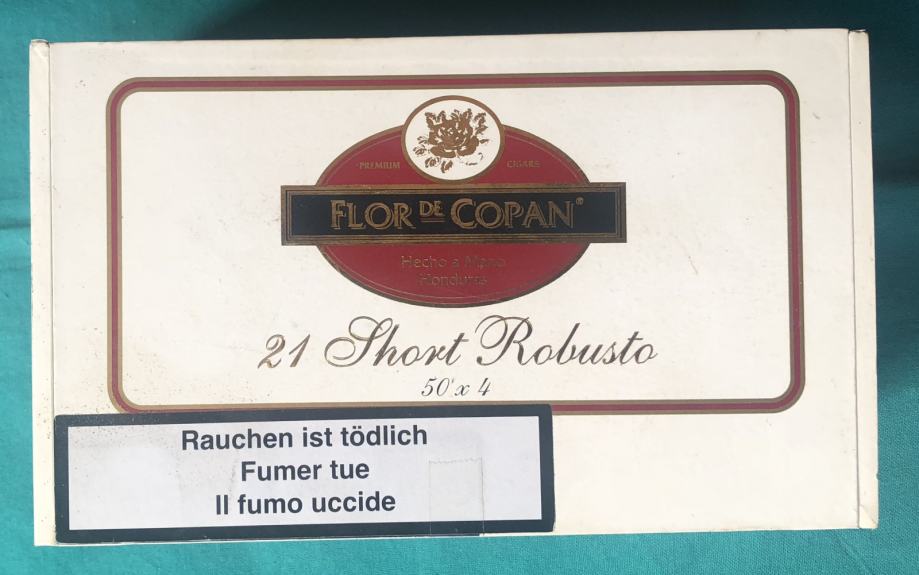 PREMIUM CIGARS
FLOR DE COPAN®
Hecho a Mano
Honduras
21 Short Robusto
50' x 4
Rauchen ist tödlich
Fumer tue
Il fumo uccide